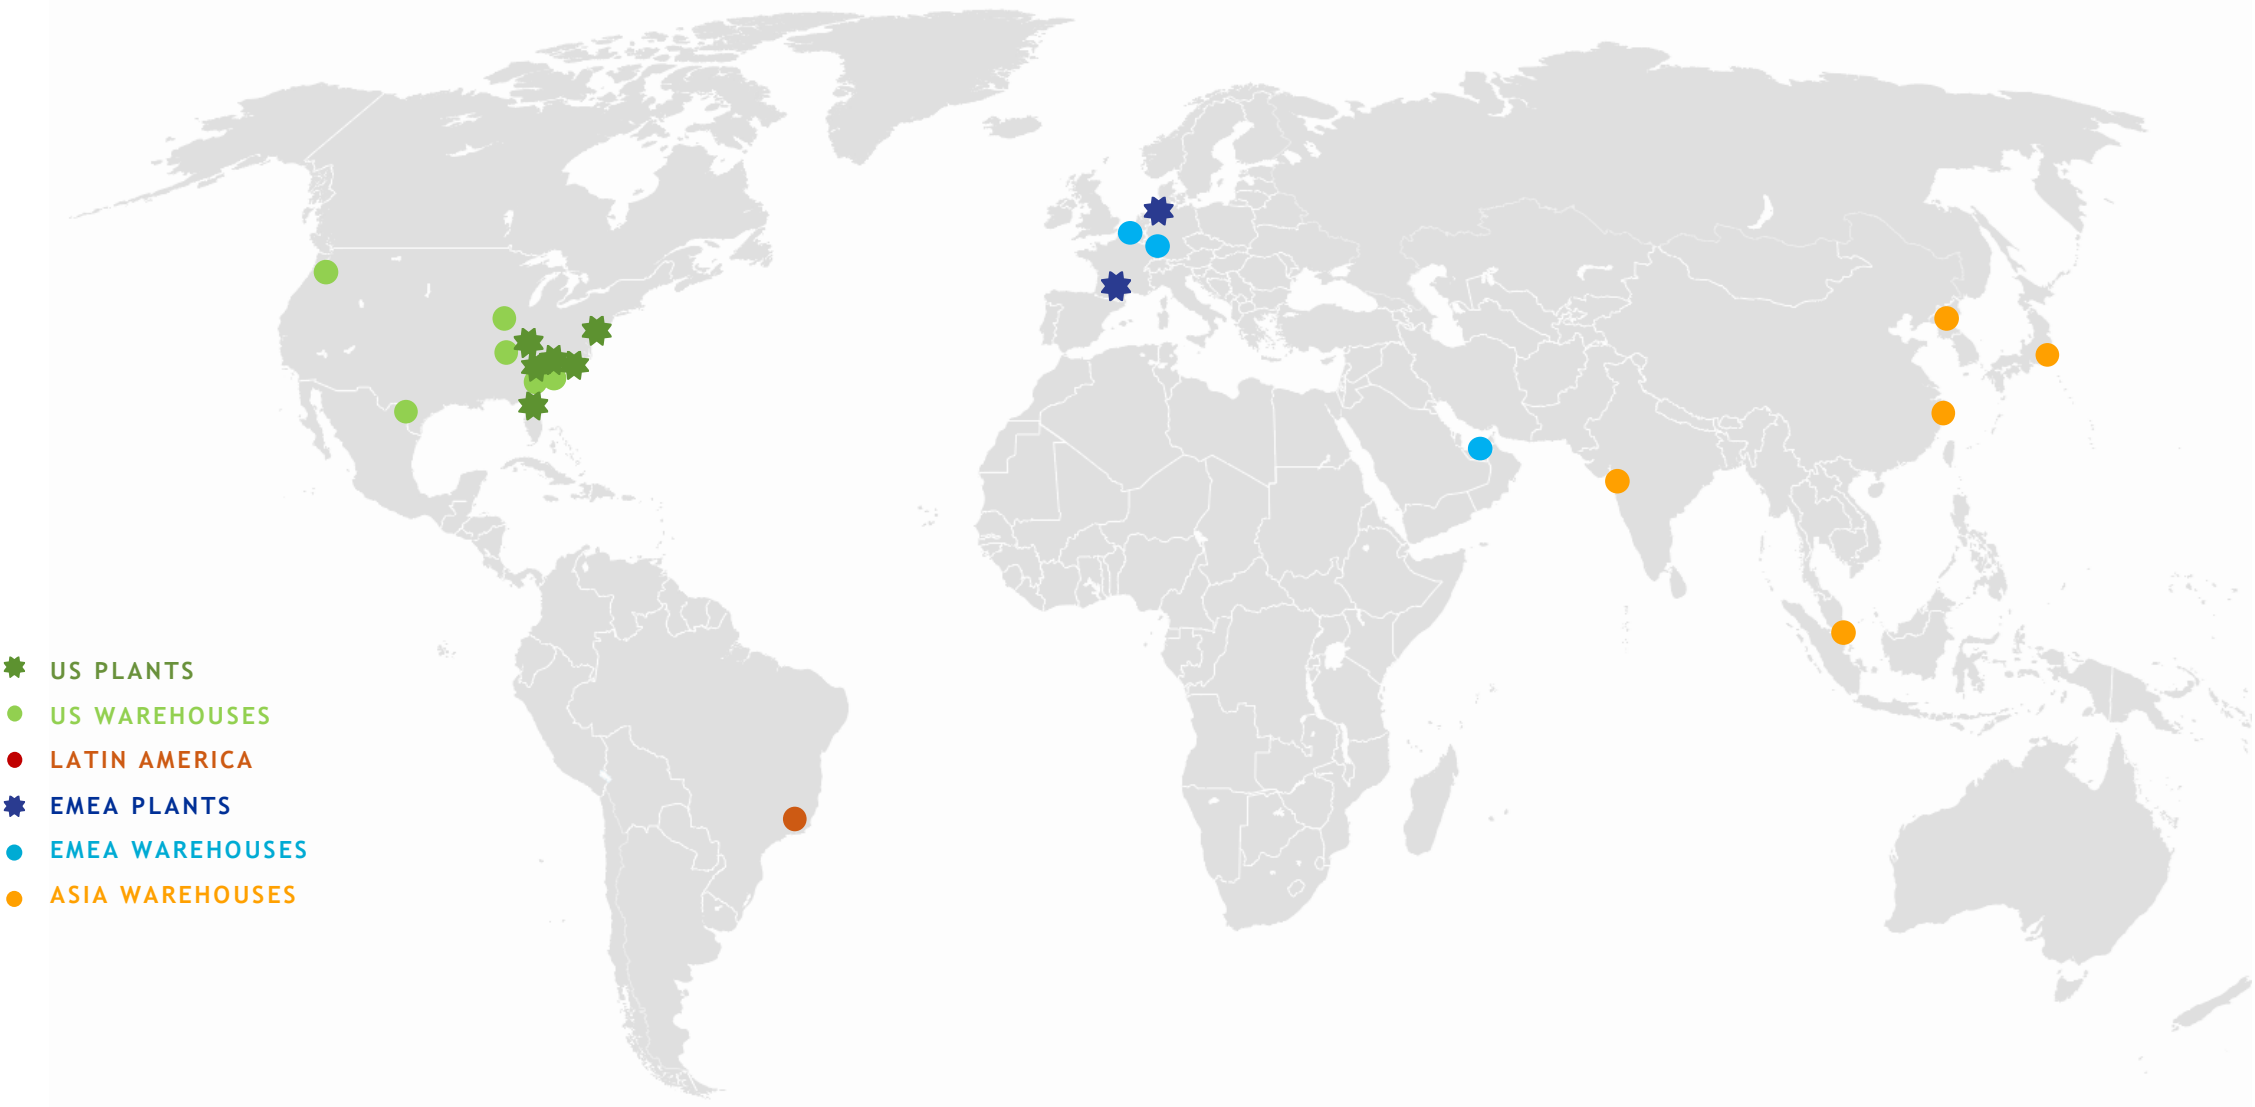 US PLANTS
US WAREHOUSES
LATIN AMERICA
EMEA PLANTS
EMEA WAREHOUSES
ASIA WAREHOUSES